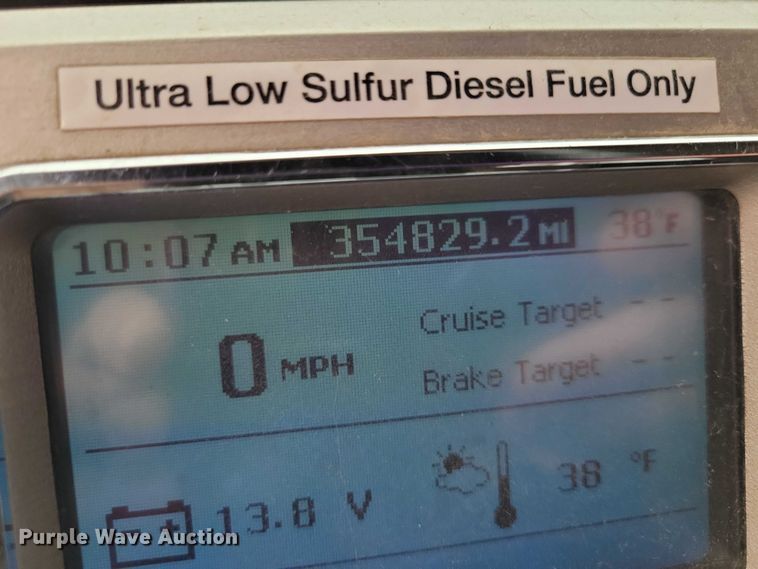 Ultra Low Sulfur Diesel Fuel Only
10:07 AM 354829.2 MI 38°F
0 MPH
Cruise Target --
Brake Target --
13.8 V 38 °F
Purple Wave Auction